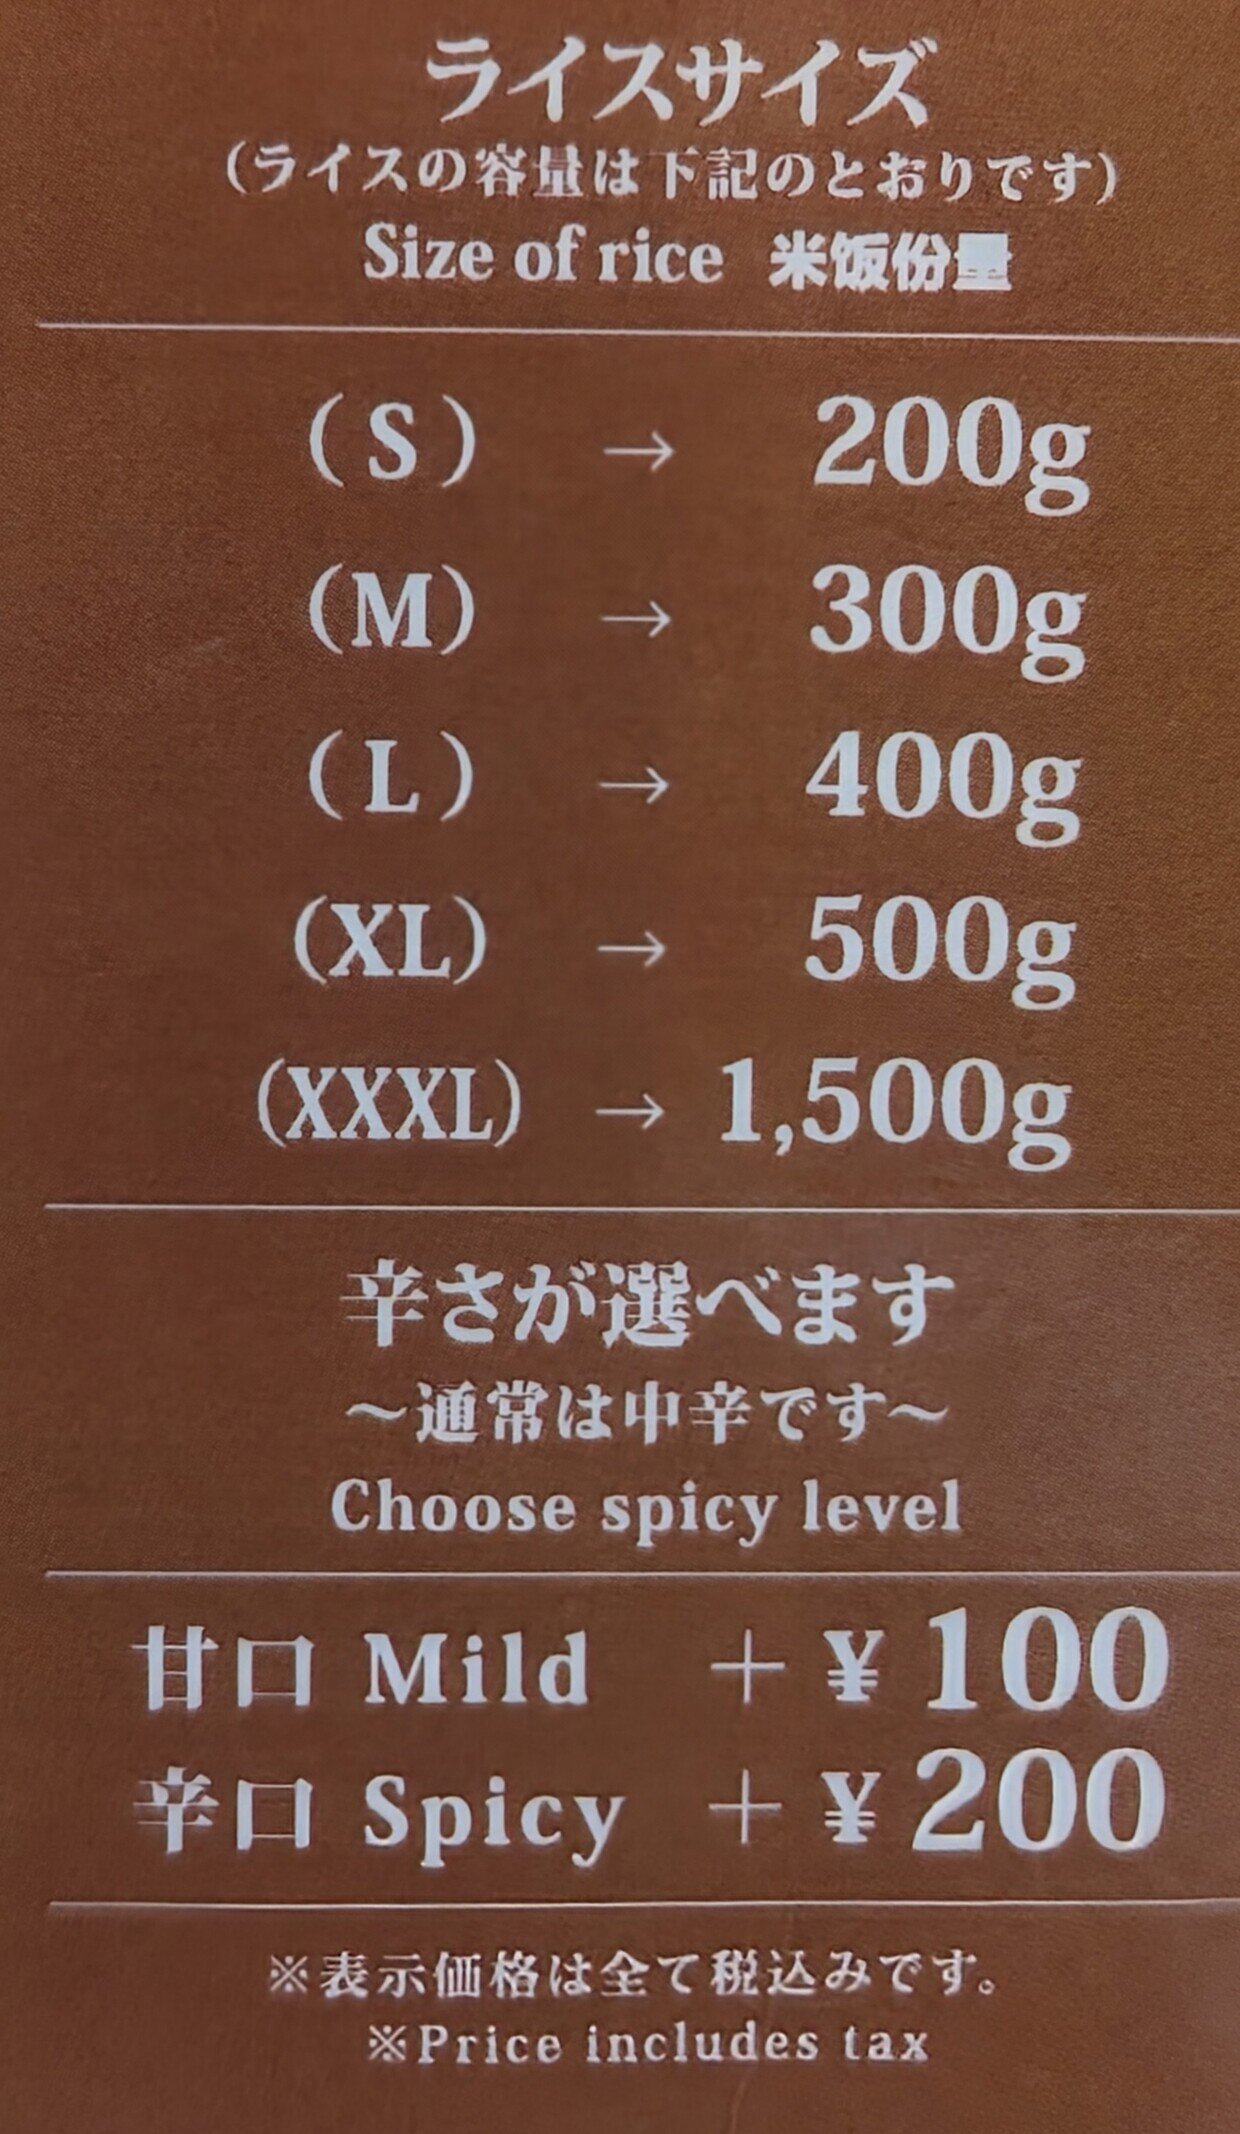 ライスサイズ
(ライスの容量は下記のとおりです)
Size of rice 米饭份量
(S) → 200g
(M) → 300g
(L) → 400g
(XL) → 500g
(XXXL) → 1,500g
辛さが選べます
～通常は中辛です～
Choose spicy level
甘口 Mild +¥100
辛口 Spicy +¥200
※表示価格は全て税込みです。
※Price includes tax